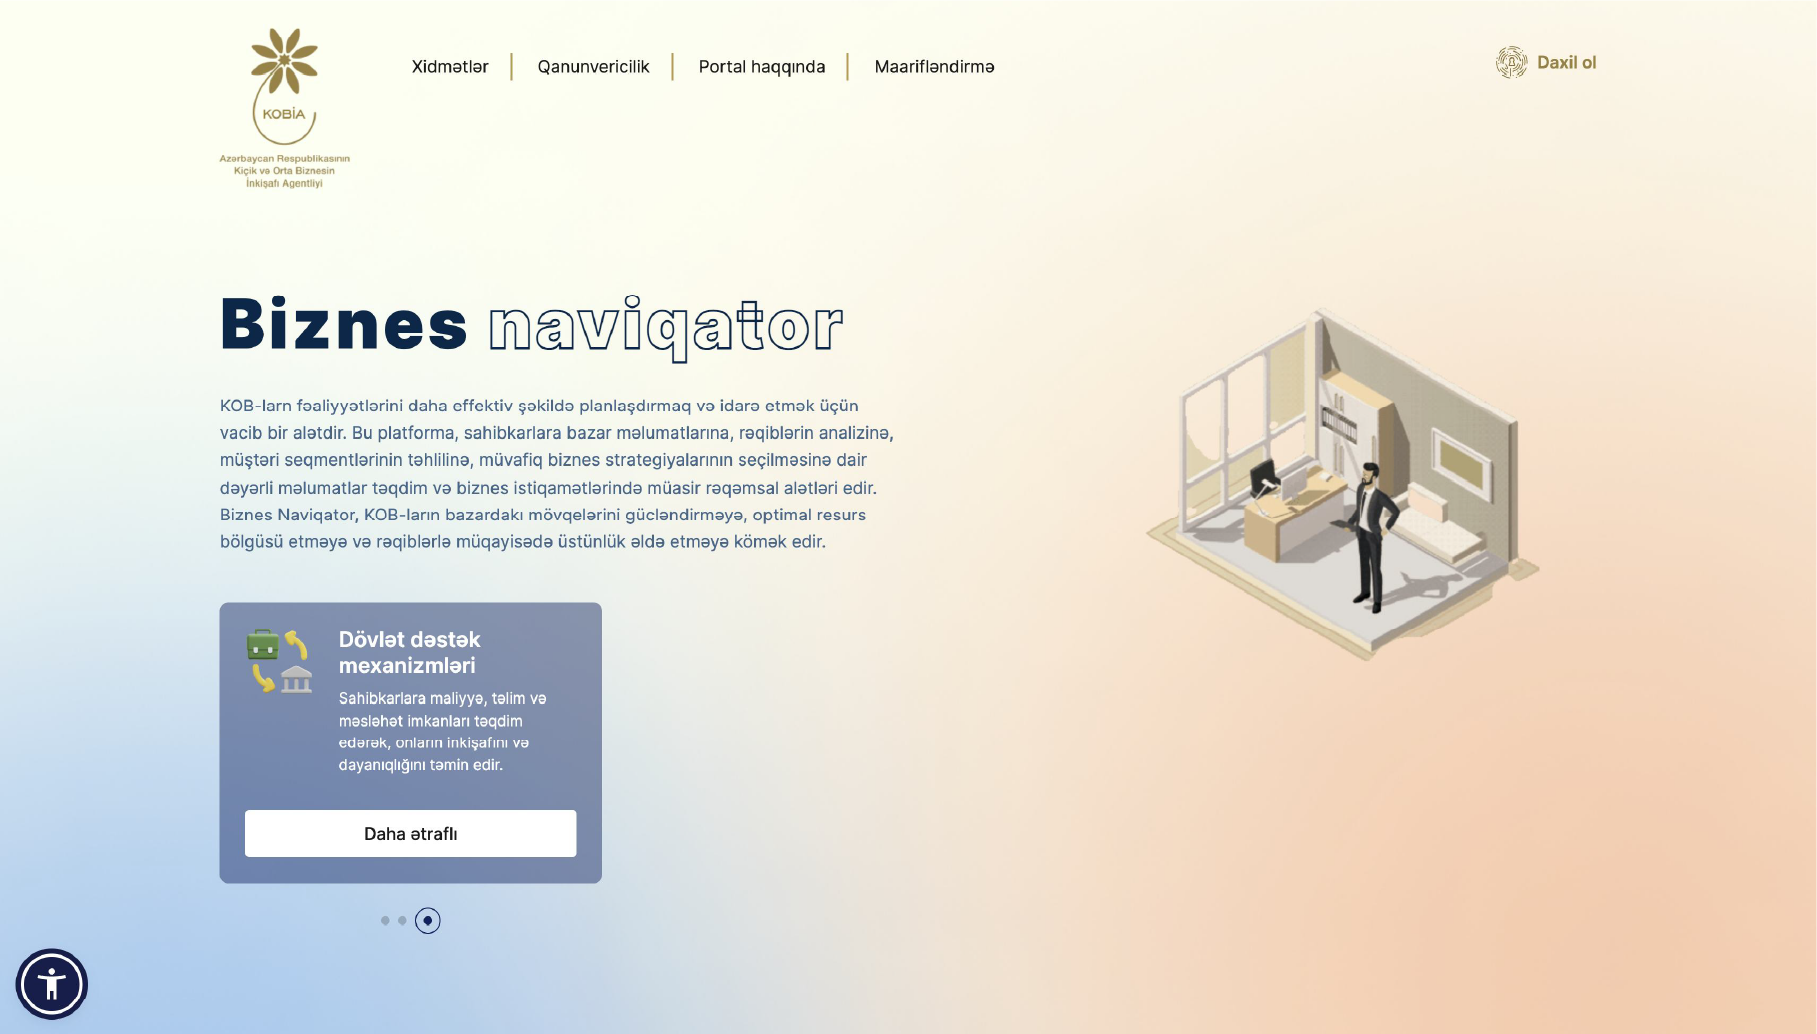 KOBİA
Azərbaycan Respublikasının
Kiçik və Orta Biznesin
İnkişafı Agentliyi
Xidmətlər
Qanunvericilik
Portal haqqında
Maarifləndirmə
Daxil ol
Biznes naviqator
KOB-larn fəaliyyətlərini daha effektiv şəkildə planlaşdırmaq və idarə etmək üçün
vacib bir alətdir. Bu platforma, sahibkarlara bazar məlumatlarına, rəqiblərin analizinə,
müştəri seqmentlərinin təhlilinə, müvafiq biznes strategiyalarının seçilməsinə dair
dəyərli məlumatlar təqdim və biznes istiqamətlərində müasir rəqəmsal alətləri edir.
Biznes Naviqator, KOB-ların bazardakı mövqelərini gücləndirməyə, optimal resurs
bölgüsü etməyə və rəqiblərlə müqayisədə üstünlük əldə etməyə kömək edir.
Dövlət dəstək
mexanizmləri
Sahibkarlara maliyyə, təlim və
məsləhət imkanları təqdim
edərək, onların inkişafını və
dayanıqlığını təmin edir.
Daha ətraflı